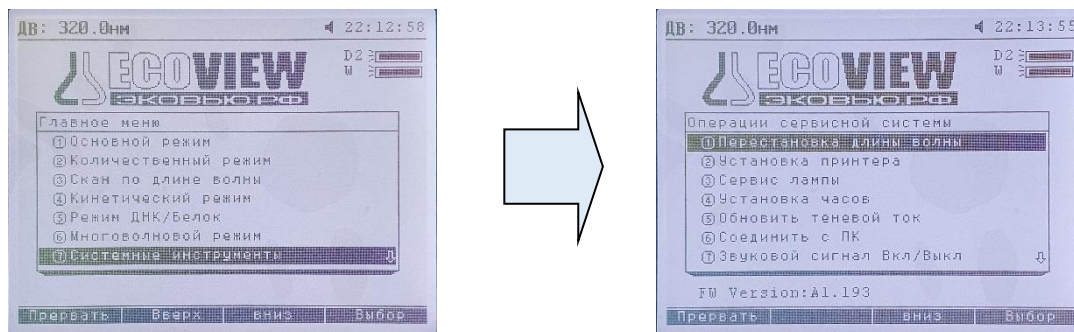 ДВ: 320.0нм 22:12:58
D2
W
ECOVIEW
ЭКОВЬЮ.РФ
Главное меню
①Основной режим
②Количественный режим
③Скан по длине волны
④Кинетический режим
⑤Режим ДНК/Белок
⑥Многоволновой режим
⑦Системные инструменты
Прервать Вверх вниз Выбор
ДВ: 320.0нм 22:13:55
D2
W
ECOVIEW
ЭКОВЬЮ.РФ
Операции сервисной системы
①Перестановка длины волны
②Установка принтера
③Сервис лампы
④Установка часов
⑤Обновить теневой ток
⑥Соединить с ПК
⑦Звуковой сигнал Вкл/Выкл
FW Version:A1.193
Прервать вниз Выбор